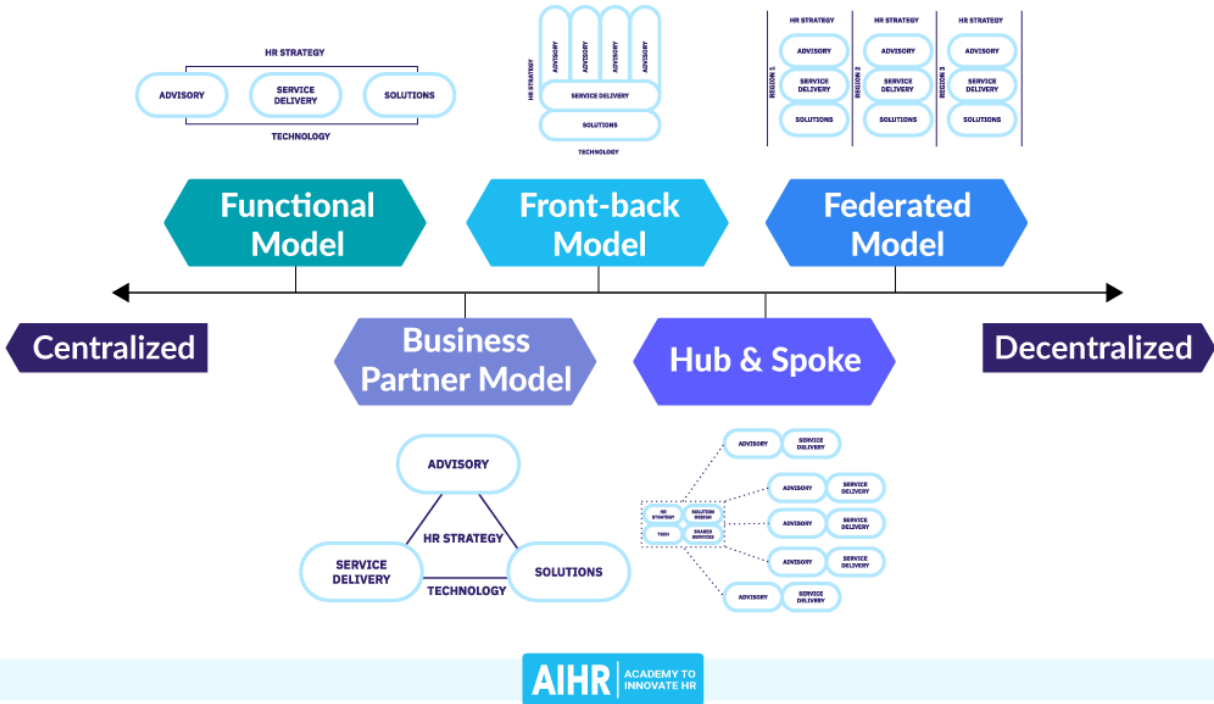 HR STRATEGY
ADVISORY
SERVICE
DELIVERY
SOLUTIONS
TECHNOLOGY
HR STRATEGY
ADVISORY
ADVISORY
ADVISORY
ADVISORY
SERVICE DELIVERY
SOLUTIONS
TECHNOLOGY
REGION 1
HR STRATEGY
ADVISORY
SERVICE
DELIVERY
SOLUTIONS
REGION 2
HR STRATEGY
ADVISORY
SERVICE
DELIVERY
SOLUTIONS
REGION 3
HR STRATEGY
ADVISORY
SERVICE
DELIVERY
SOLUTIONS
Functional
Model
Front-back
Model
Federated
Model
Centralized
Business
Partner Model
Hub & Spoke
Decentralized
ADVISORY
HR STRATEGY
SERVICE
DELIVERY
SOLUTIONS
TECHNOLOGY
HR
STRATEGY
SOLUTION
DESIGN
TECH
SHARED
SERVICES
ADVISORY
SERVICE
DELIVERY
ADVISORY
SERVICE
DELIVERY
ADVISORY
SERVICE
DELIVERY
ADVISORY
SERVICE
DELIVERY
ADVISORY
SERVICE
DELIVERY
AIHR
ACADEMY TO
INNOVATE HR